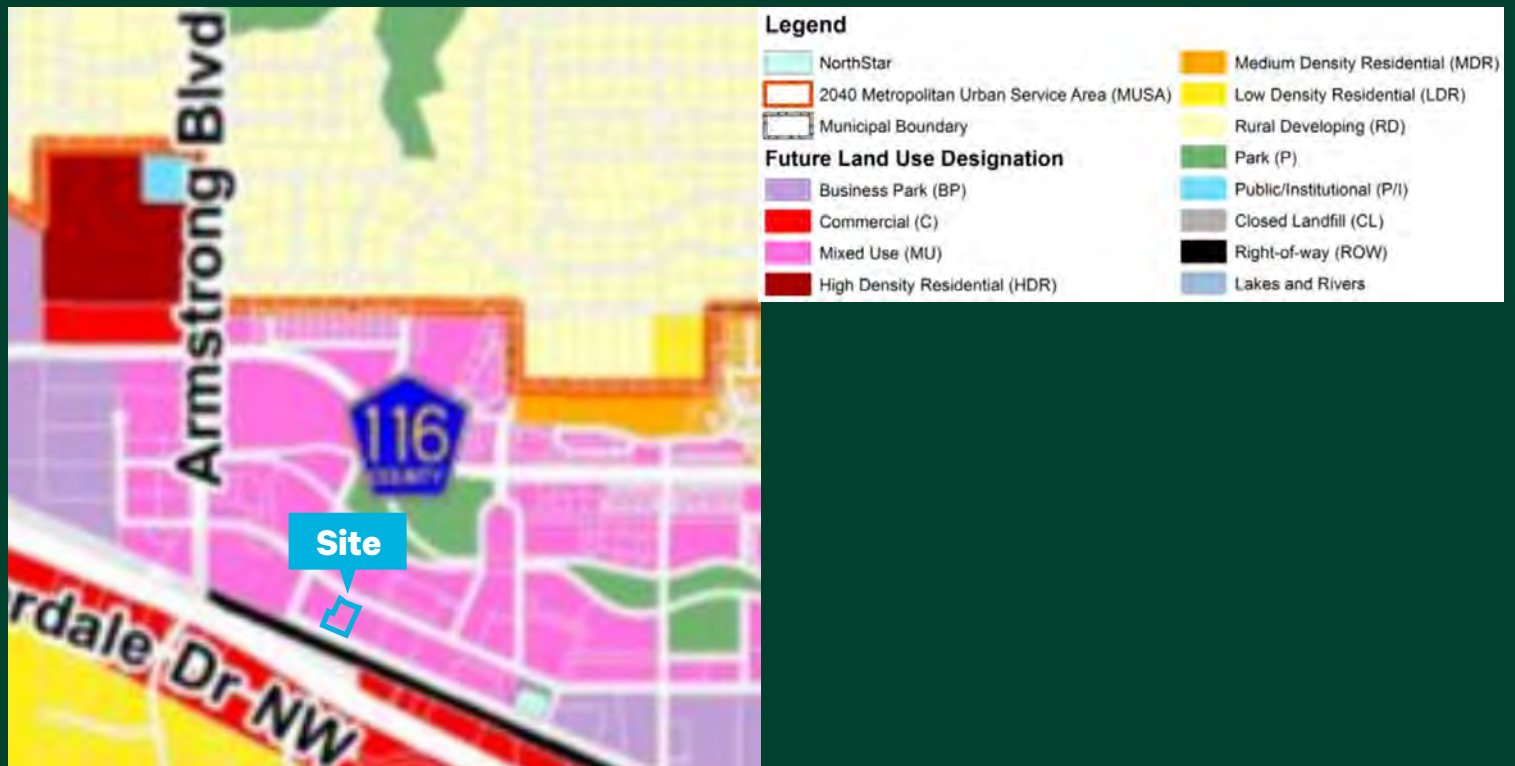 Armstrong Blvd
116
COUNTY
Site
rdale Dr NW
Legend
NorthStar
2040 Metropolitan Urban Service Area (MUSA)
Municipal Boundary
Future Land Use Designation
Business Park (BP)
Commercial (C)
Mixed Use (MU)
High Density Residential (HDR)
Medium Density Residential (MDR)
Low Density Residential (LDR)
Rural Developing (RD)
Park (P)
Public/Institutional (P/I)
Closed Landfill (CL)
Right-of-way (ROW)
Lakes and Rivers